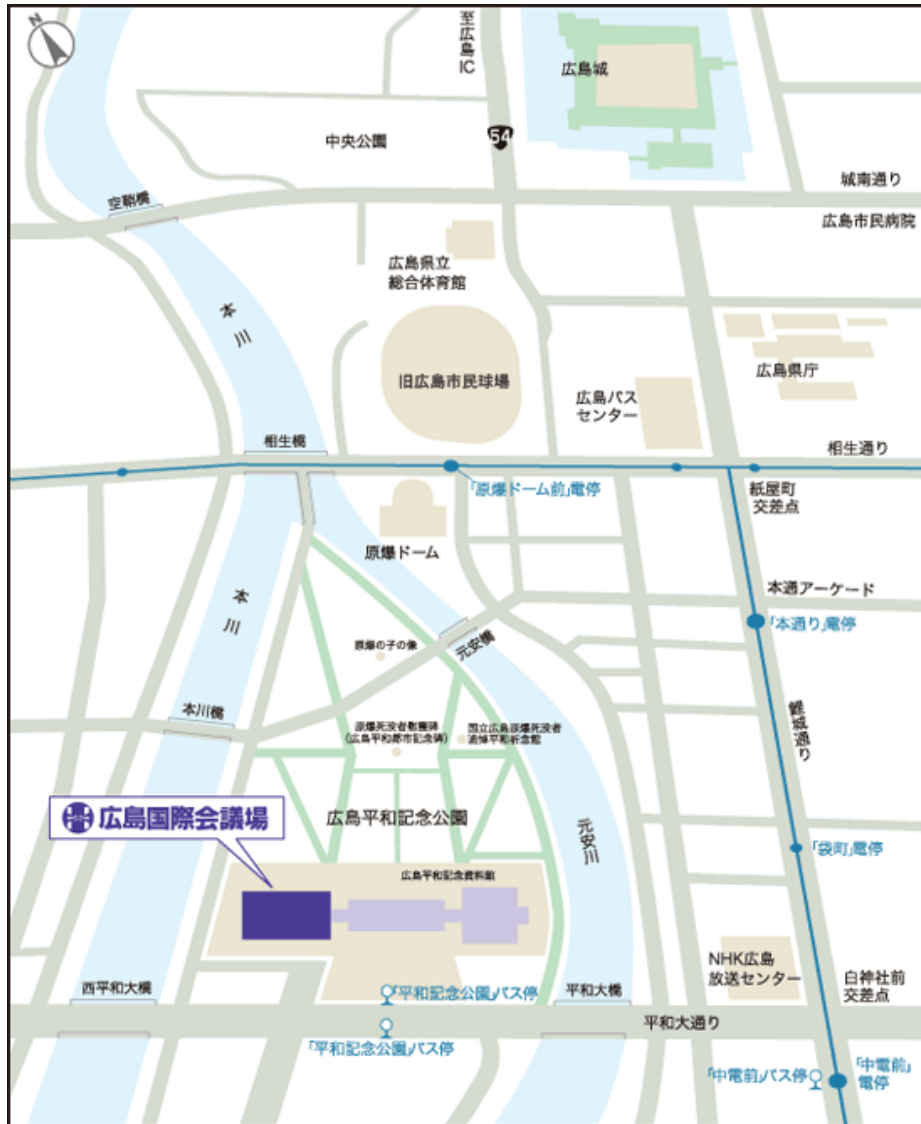 N
至広島IC
広島城
54
中央公園
城南通り
空鞘橋
広島市民病院
広島県立
総合体育館
本川
旧広島市民球場
広島県庁
広島バス
センター
相生橋
相生通り
「原爆ドーム前」電停
紙屋町
交差点
原爆ドーム
本通アーケード
本川
「本通り」電停
原爆の子の像
元安橋
本川橋
原爆死没者慰霊碑
(広島平和都市記念碑)
国立広島原爆死没者
追悼平和祈念館
鯉城通り
広島国際会議場
広島平和記念公園
元安川
「袋町」電停
広島平和記念資料館
NHK広島
放送センター
白神社前
交差点
西平和大橋
「平和記念公園」バス停
平和大橋
平和大通り
「平和記念公園」バス停
「中電前」バス停
「中電前」
電停